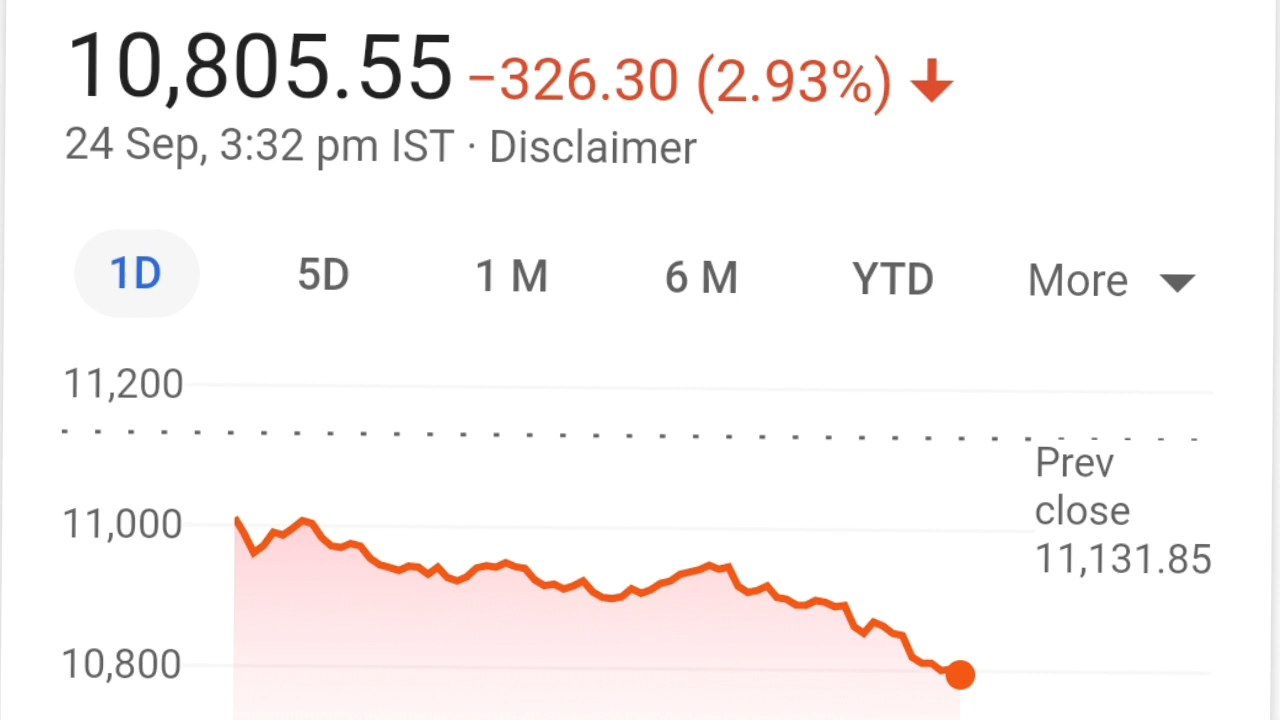 10,805.55 −326.30 (2.93%)
24 Sep, 3:32 pm IST · Disclaimer
1D 5D 1 M 6 M YTD More
11,200
Prev
close
11,131.85
11,000
10,800